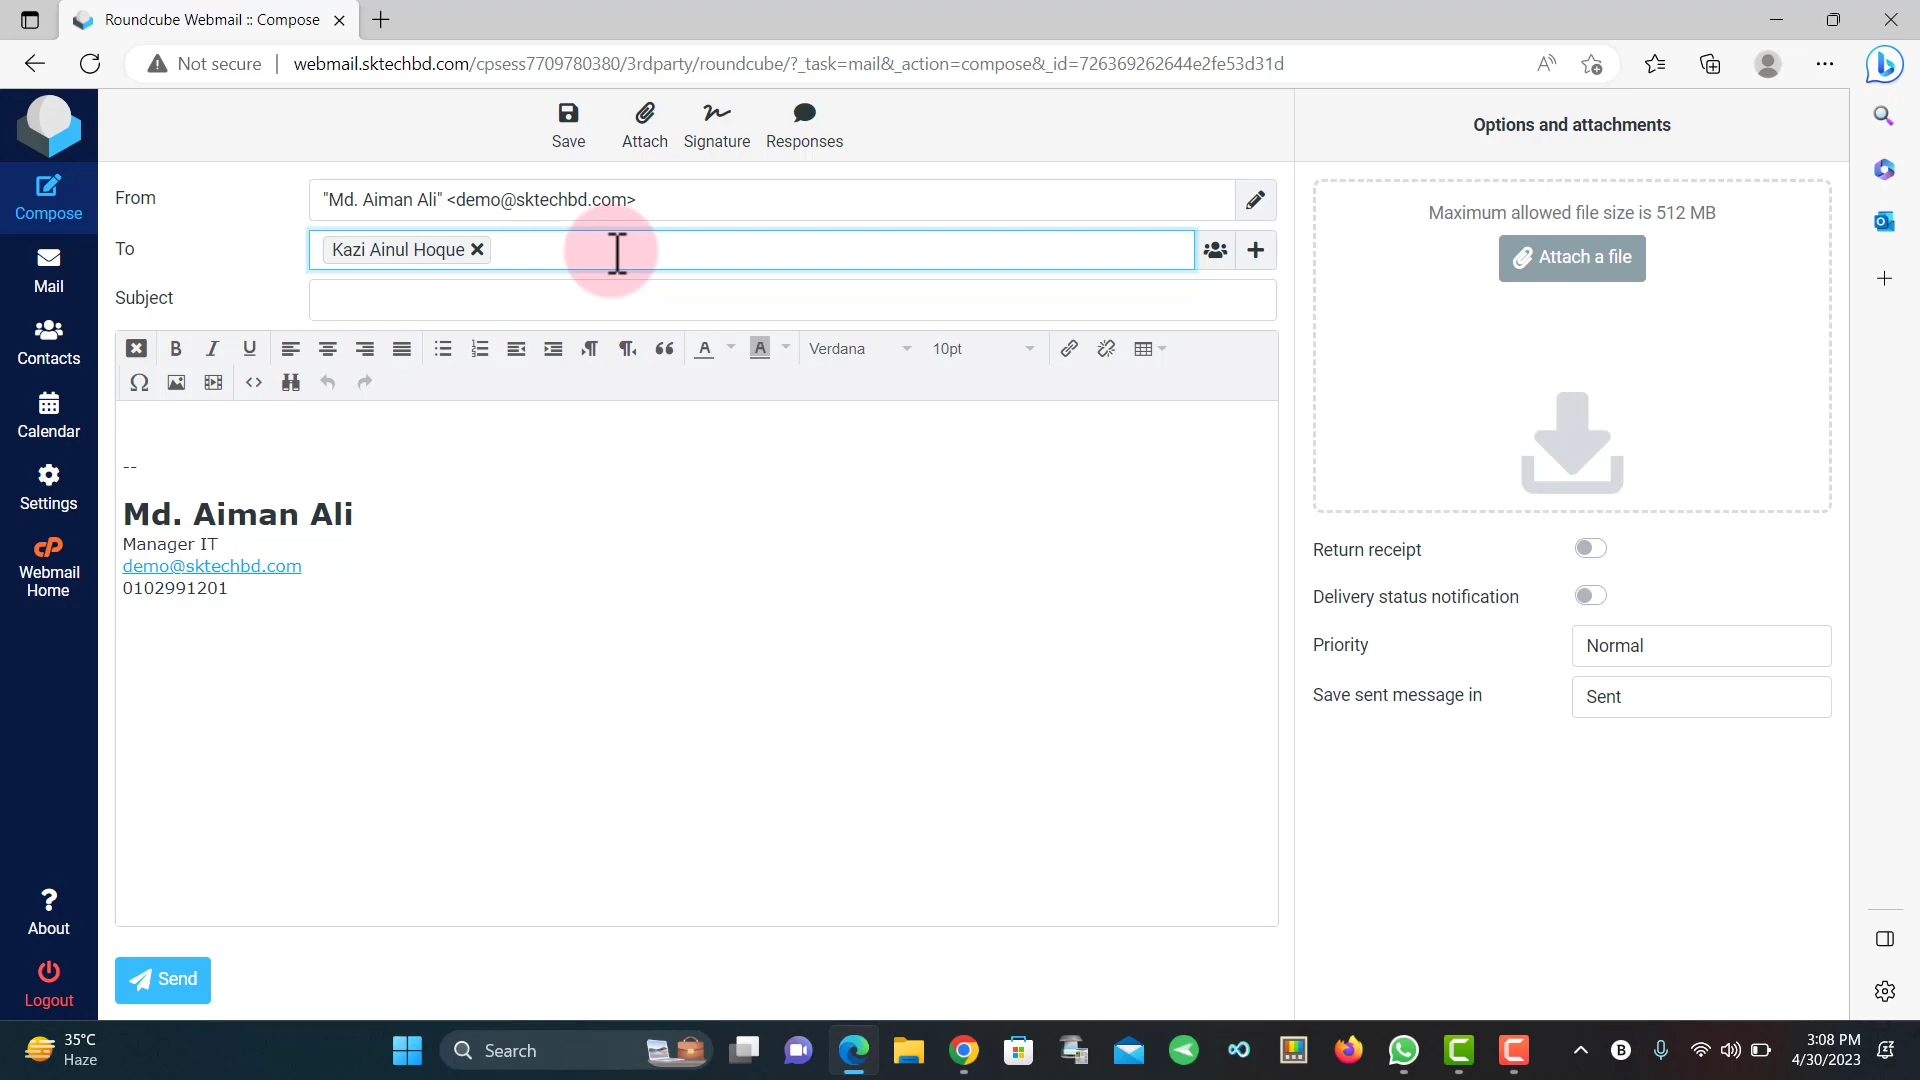 Roundcube Webmail :: Compose
Not secure
webmail.sktechbd.com/cpsess7709780380/3rdparty/roundcube/?_task=mail&_action=compose&_id=726369262644e2fe53d31d
Compose
Mail
Contacts
Calendar
Settings
Webmail
Home
About
Logout
Save
Attach
Signature
Responses
From
"Md. Aiman Ali" <demo@sktechbd.com>
To
Kazi Ainul Hoque
Subject
Verdana
10pt
--
Md. Aiman Ali
Manager IT
demo@sktechbd.com
0102991201
Send
Options and attachments
Maximum allowed file size is 512 MB
Attach a file
Return receipt
Delivery status notification
Priority
Normal
Save sent message in
Sent
35°C
Haze
Search
3:08 PM
4/30/2023